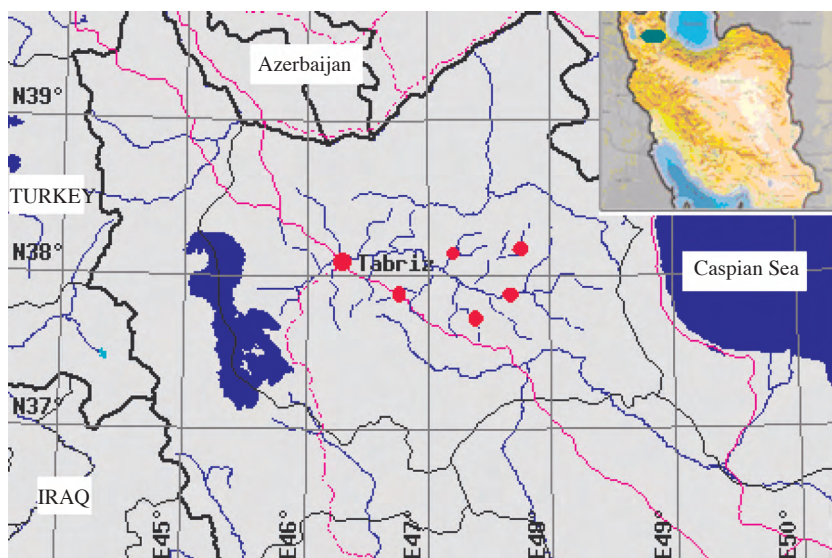 Azerbaijan
N39°
TURKEY
N38°
Tabriz
Caspian Sea
N37°
IRAQ
E45°
E46°
E47°
E48
E49°
E50°